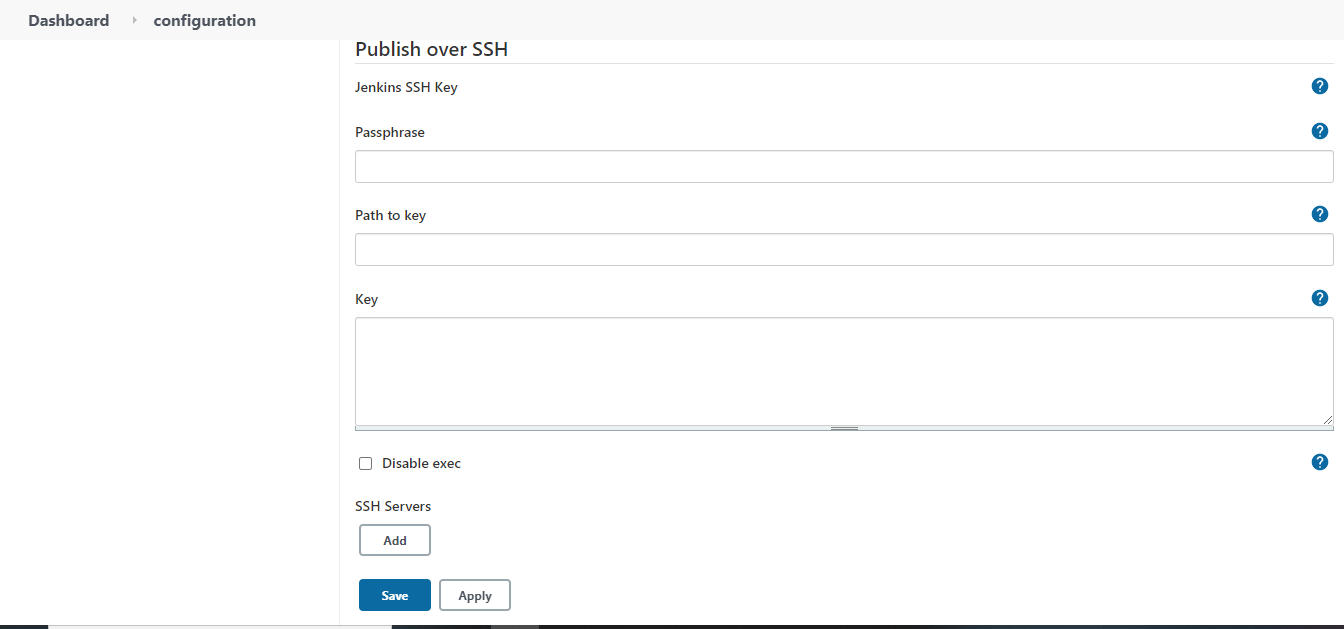 Dashboard configuration
Publish over SSH
Jenkins SSH Key ?
Passphrase ?
Path to key ?
Key ?
Disable exec ?
SSH Servers
Add
Save Apply